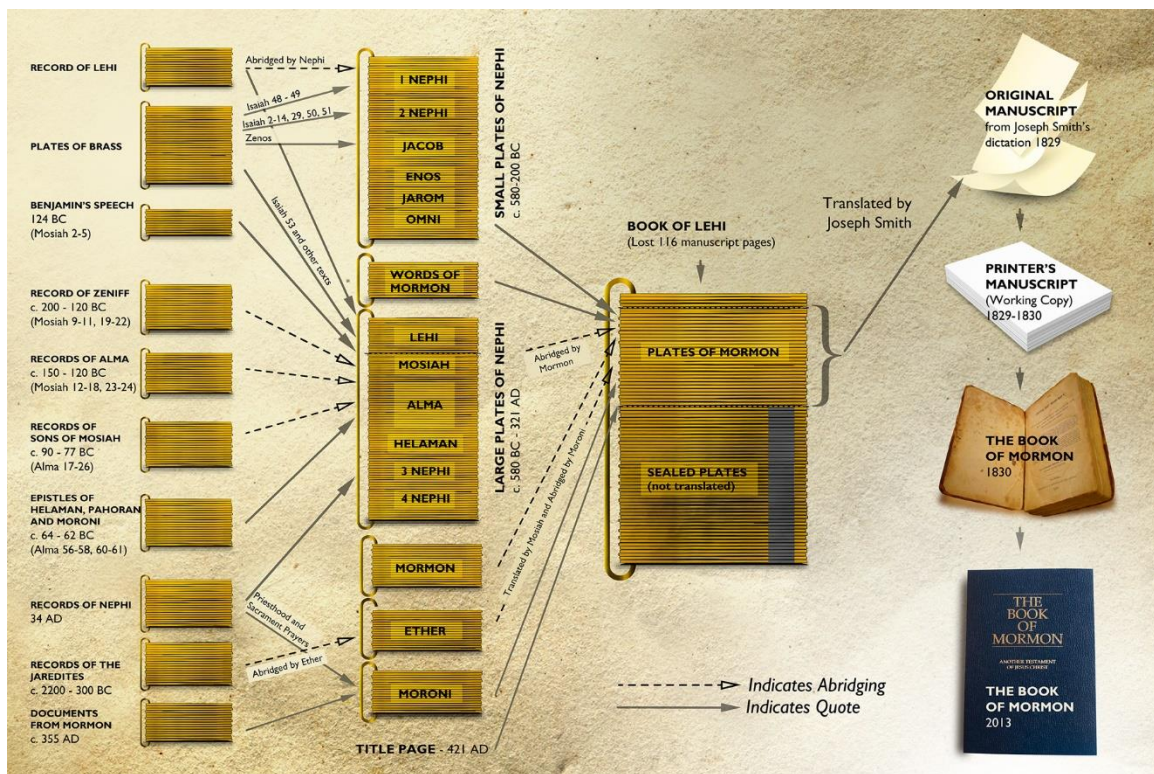 RECORD OF LEHI
PLATES OF BRASS
BENJAMIN'S SPEECH
124 BC
(Mosiah 2-5)
RECORD OF ZENIFF
c. 200 - 120 BC
(Mosiah 9-11, 19-22)
RECORDS OF ALMA
c. 150 - 120 BC
(Mosiah 12-18, 23-24)
RECORDS OF
SONS OF MOSIAH
c. 90 - 77 BC
(Alma 17-26)
EPISTLES OF
HELAMAN, PAHORAN
AND MORONI
c. 64 - 62 BC
(Alma 56-58, 60-61)
RECORDS OF NEPHI
34 AD
RECORDS OF THE
JAREDITES
c. 2200 - 300 BC
DOCUMENTS
FROM MORMON
c. 355 AD
Abridged by Nephi
Isaiah 48 - 49
Isaiah 2-14, 29, 50, 51
Zenos
Isaiah 53 and other texts
Priesthood and
Sacrament Prayers
Abridged by Ether
1 NEPHI
2 NEPHI
JACOB
ENOS
JAROM
OMNI
SMALL PLATES OF NEPHI
c. 580-200 BC
WORDS OF
MORMON
LEHI
MOSIAH
ALMA
HELAMAN
3 NEPHI
4 NEPHI
LARGE PLATES OF NEPHI
c. 580 BC - 321 AD
MORMON
ETHER
MORONI
TITLE PAGE - 421 AD
Abridged by
Mormon
Translated by Mosiah and Abridged by Moroni
BOOK OF LEHI
(Lost 116 manuscript pages)
PLATES OF MORMON
SEALED PLATES
(not translated)
Translated by
Joseph Smith
Indicates Abridging
Indicates Quote
ORIGINAL
MANUSCRIPT
from Joseph Smith's
dictation 1829
PRINTER'S
MANUSCRIPT
(Working Copy)
1829-1830
THE BOOK
OF MORMON
1830
THE
BOOK
OF
MORMON
ANOTHER TESTAMENT
OF JESUS CHRIST
THE BOOK
OF MORMON
2013